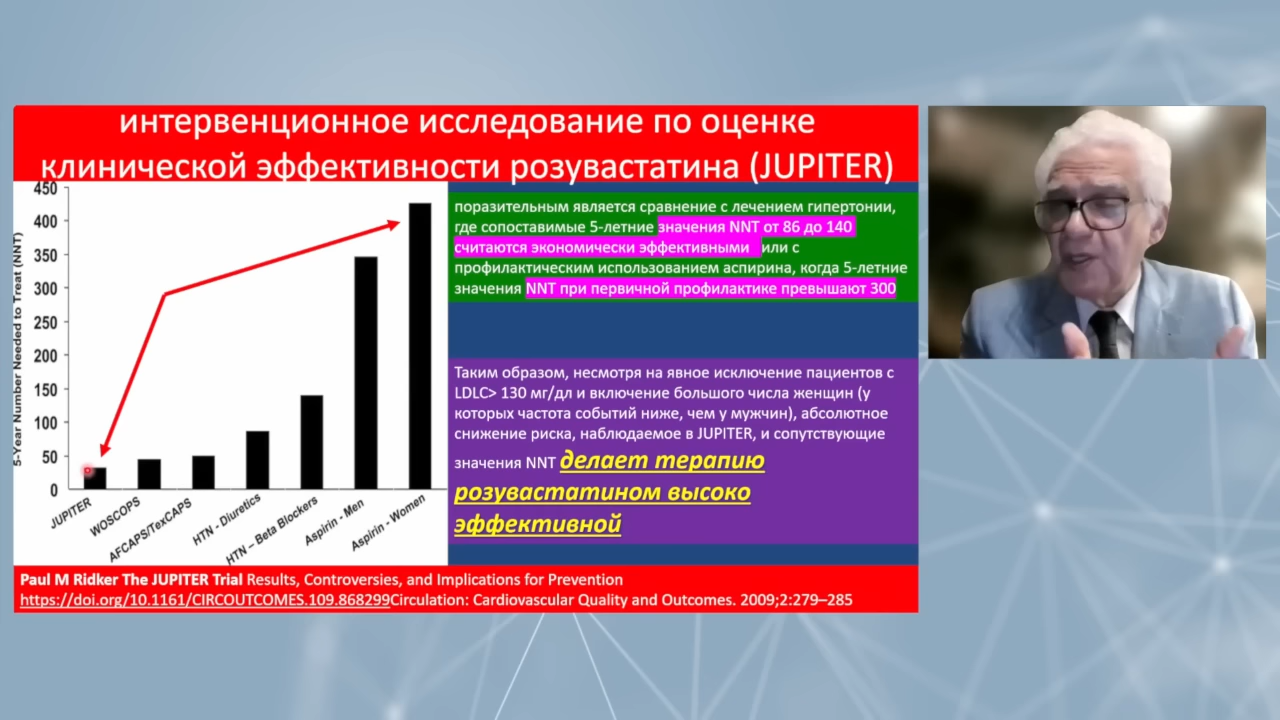 интервенционное исследование по оценке
клинической эффективности розувастатина (JUPITER)
5-Year Number Needed to Treat (NNT)
450
400
350
300
250
200
150
100
50
0
JUPITER
WOSCOPS
AFCAPS/TexCAPS
HTN - Diuretics
HTN – Beta Blockers
Aspirin - Men
Aspirin - Women
поразительным является сравнение с лечением гипертонии,
где сопоставимые 5-летние значения NNT от 86 до 140
считаются экономически эффективными или с
профилактическим использованием аспирина, когда 5-летние
значения NNT при первичной профилактике превышают 300
Таким образом, несмотря на явное исключение пациентов с
LDLC> 130 мг/дл и включение большого числа женщин (у
которых частота событий ниже, чем у мужчин), абсолютное
снижение риска, наблюдаемое в JUPITER, и сопутствующие
значения NNT делает терапию
розувастатином высоко
эффективной
Paul M Ridker The JUPITER Trial Results, Controversies, and Implications for Prevention
https://doi.org/10.1161/CIRCOUTCOMES.109.868299Circulation: Cardiovascular Quality and Outcomes. 2009;2:279–285